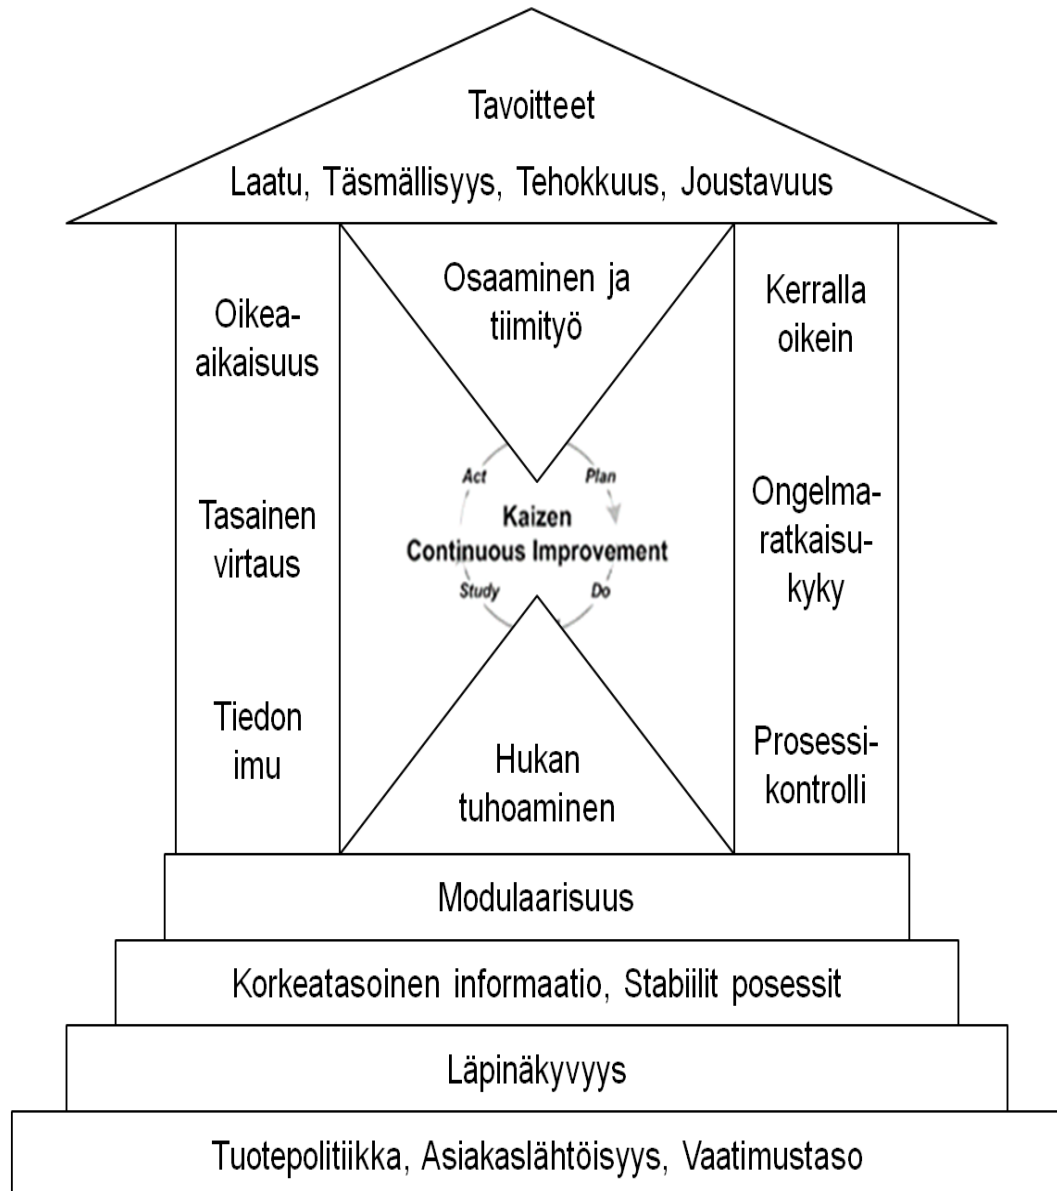 Tavoitteet
Laatu, Täsmällisyys, Tehokkuus, Joustavuus
Oikea-
aikaisuus
Tasainen
virtaus
Tiedon
imu
Osaaminen ja
tiimityö
Act
Plan
Kaizen
Continuous Improvement
Study
Do
Hukan
tuhoaminen
Kerralla
oikein
Ongelma-
ratkaisu-
kyky
Prosessi-
kontrolli
Modulaarisuus
Korkeatasoinen informaatio, Stabiilit posessit
Läpinäkyvyys
Tuotepolitiikka, Asiakaslähtöisyys, Vaatimustaso